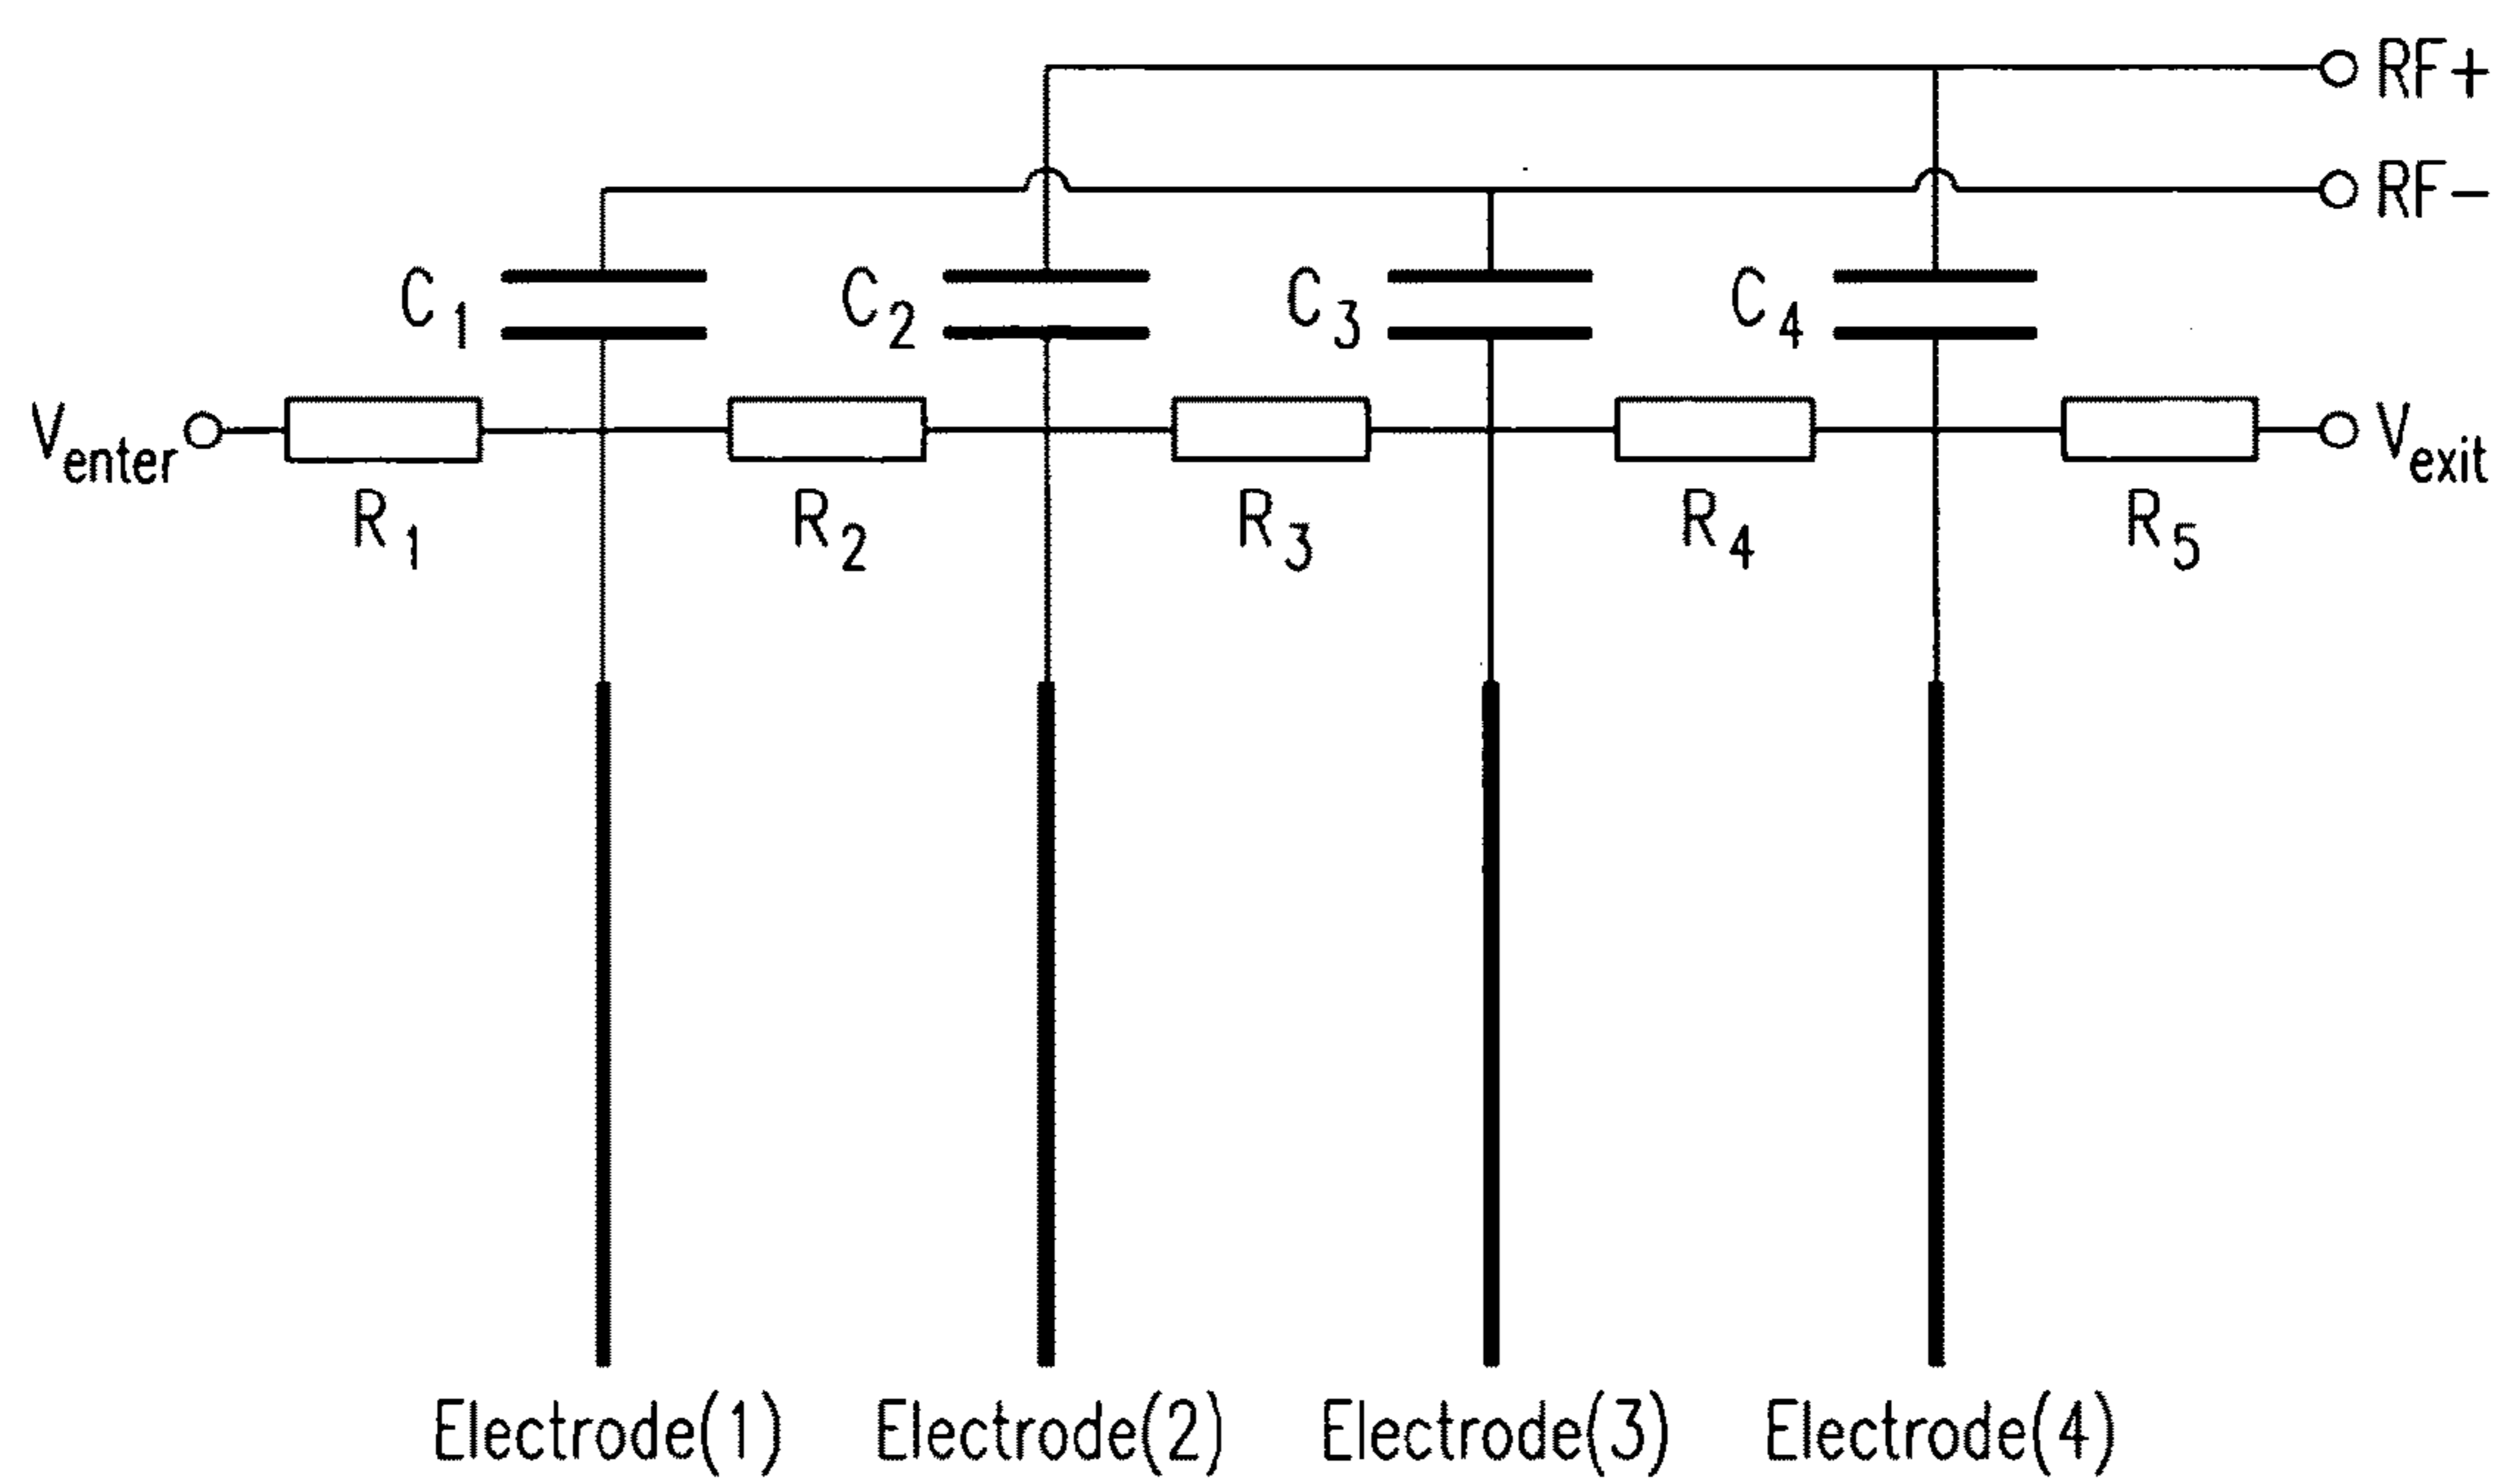 RF+
RF-
C1 C2 C3 C4
Venter Vexit
R1 R2 R3 R4 R5
Electrode(1) Electrode(2) Electrode(3) Electrode(4)